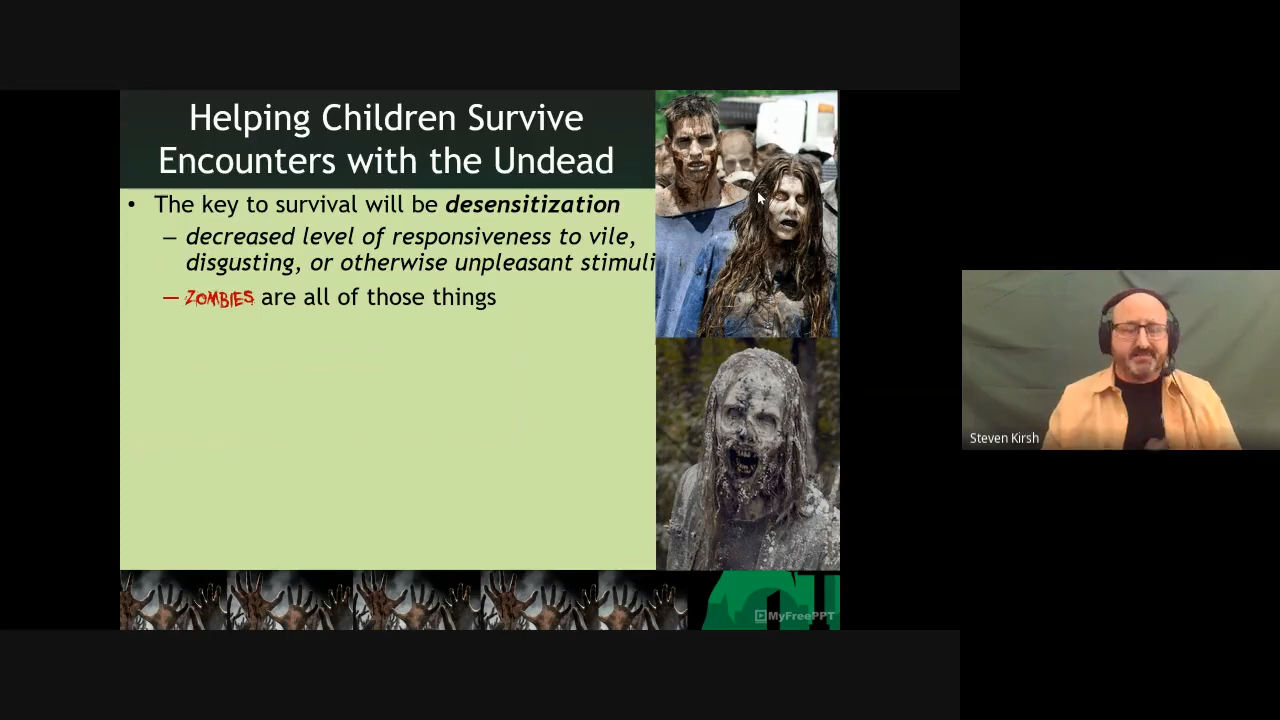 Helping Children Survive
Encounters with the Undead
• The key to survival will be desensitization
– decreased level of responsiveness to vile,
disgusting, or otherwise unpleasant stimuli
– ZOMBIES are all of those things
MyFreePPT
Steven Kirsh